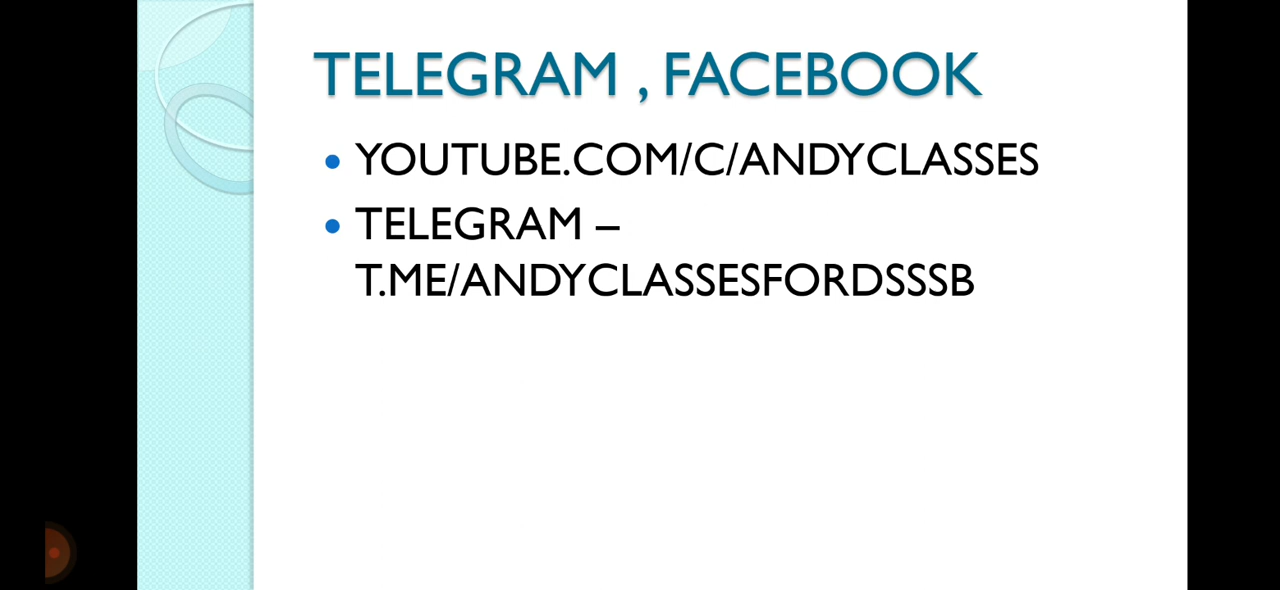 TELEGRAM , FACEBOOK
YOUTUBE.COM/C/ANDYCLASSES
TELEGRAM –
T.ME/ANDYCLASSESFORDSSSB